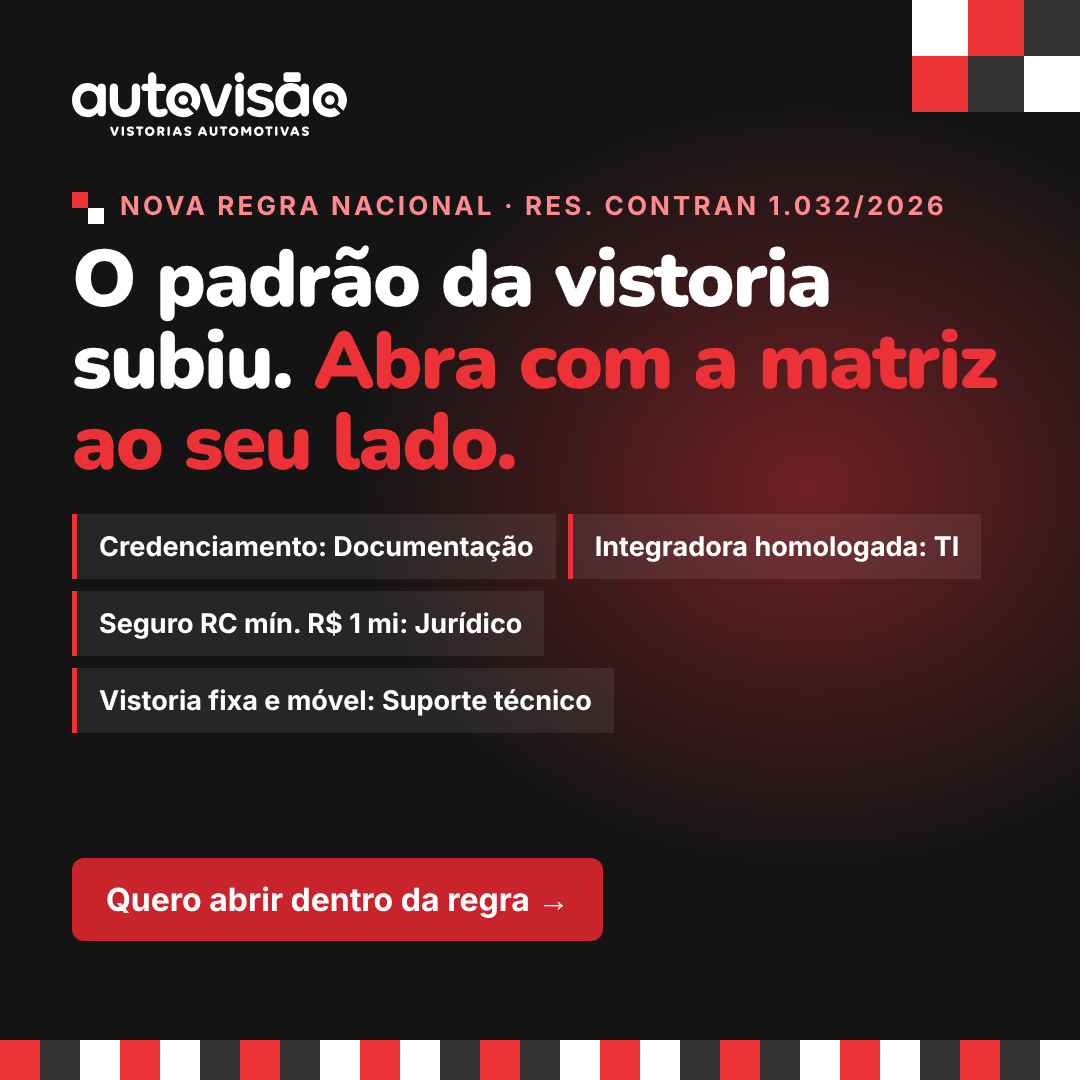 autovisão
VISTORIAS AUTOMOTIVAS
NOVA REGRA NACIONAL · RES. CONTRAN 1.032/2026
O padrão da vistoria
subiu. Abra com a matriz
ao seu lado.
Credenciamento: Documentação
Integradora homologada: TI
Seguro RC mín. R$ 1 mi: Jurídico
Vistoria fixa e móvel: Suporte técnico
Quero abrir dentro da regra →